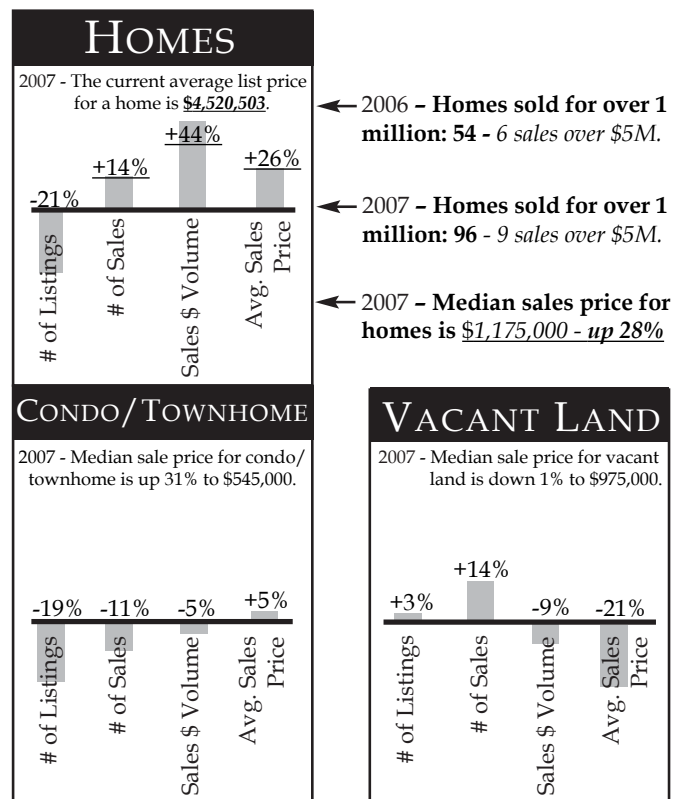 HOMES
2007 - The current average list price
for a home is $4,520,503.
-21%
+14%
+44%
+26%
# of Listings
# of Sales
Sales $ Volume
Avg. Sales
Price
2006 – Homes sold for over 1
million: 54 - 6 sales over $5M.
2007 – Homes sold for over 1
million: 96 - 9 sales over $5M.
2007 – Median sales price for
homes is $1,175,000 - up 28%
CONDO/TOWNHOME
2007 - Median sale price for condo/
townhome is up 31% to $545,000.
-19%
-11%
-5%
+5%
# of Listings
# of Sales
Sales $ Volume
Avg. Sales
Price
VACANT LAND
2007 - Median sale price for vacant
land is down 1% to $975,000.
+3%
+14%
-9%
-21%
# of Listings
# of Sales
Sales $ Volume
Avg. Sales
Price